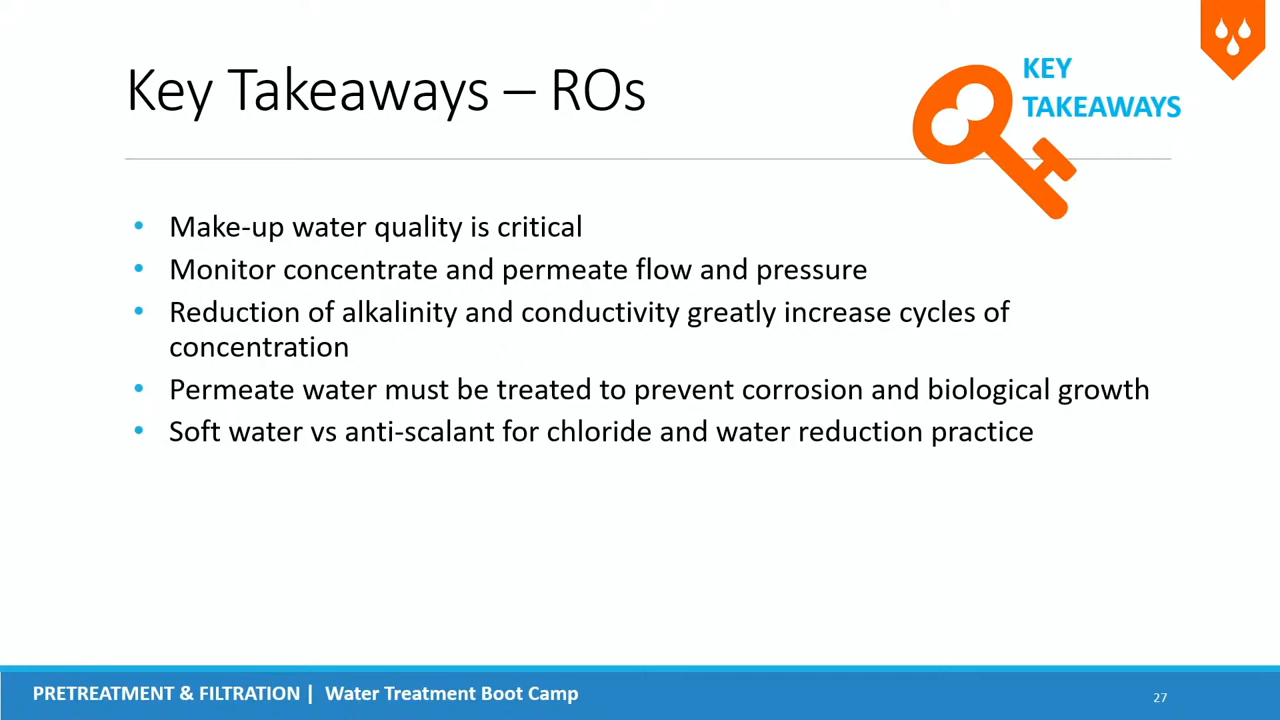 Key Takeaways – ROs
KEY
TAKEAWAYS
• Make-up water quality is critical
• Monitor concentrate and permeate flow and pressure
• Reduction of alkalinity and conductivity greatly increase cycles of
concentration
• Permeate water must be treated to prevent corrosion and biological growth
• Soft water vs anti-scalant for chloride and water reduction practice
PRETREATMENT & FILTRATION | Water Treatment Boot Camp
27